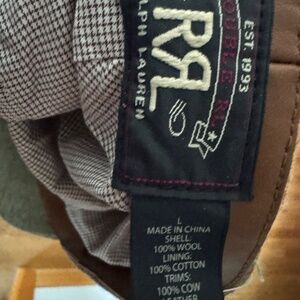 DOUBLE RL
EST. 1993
RRL
RALPH LAUREN
L
MADE IN CHINA
SHELL:
100% WOOL
LINING:
100% COTTON
TRIMS:
100% COW
LEATHER